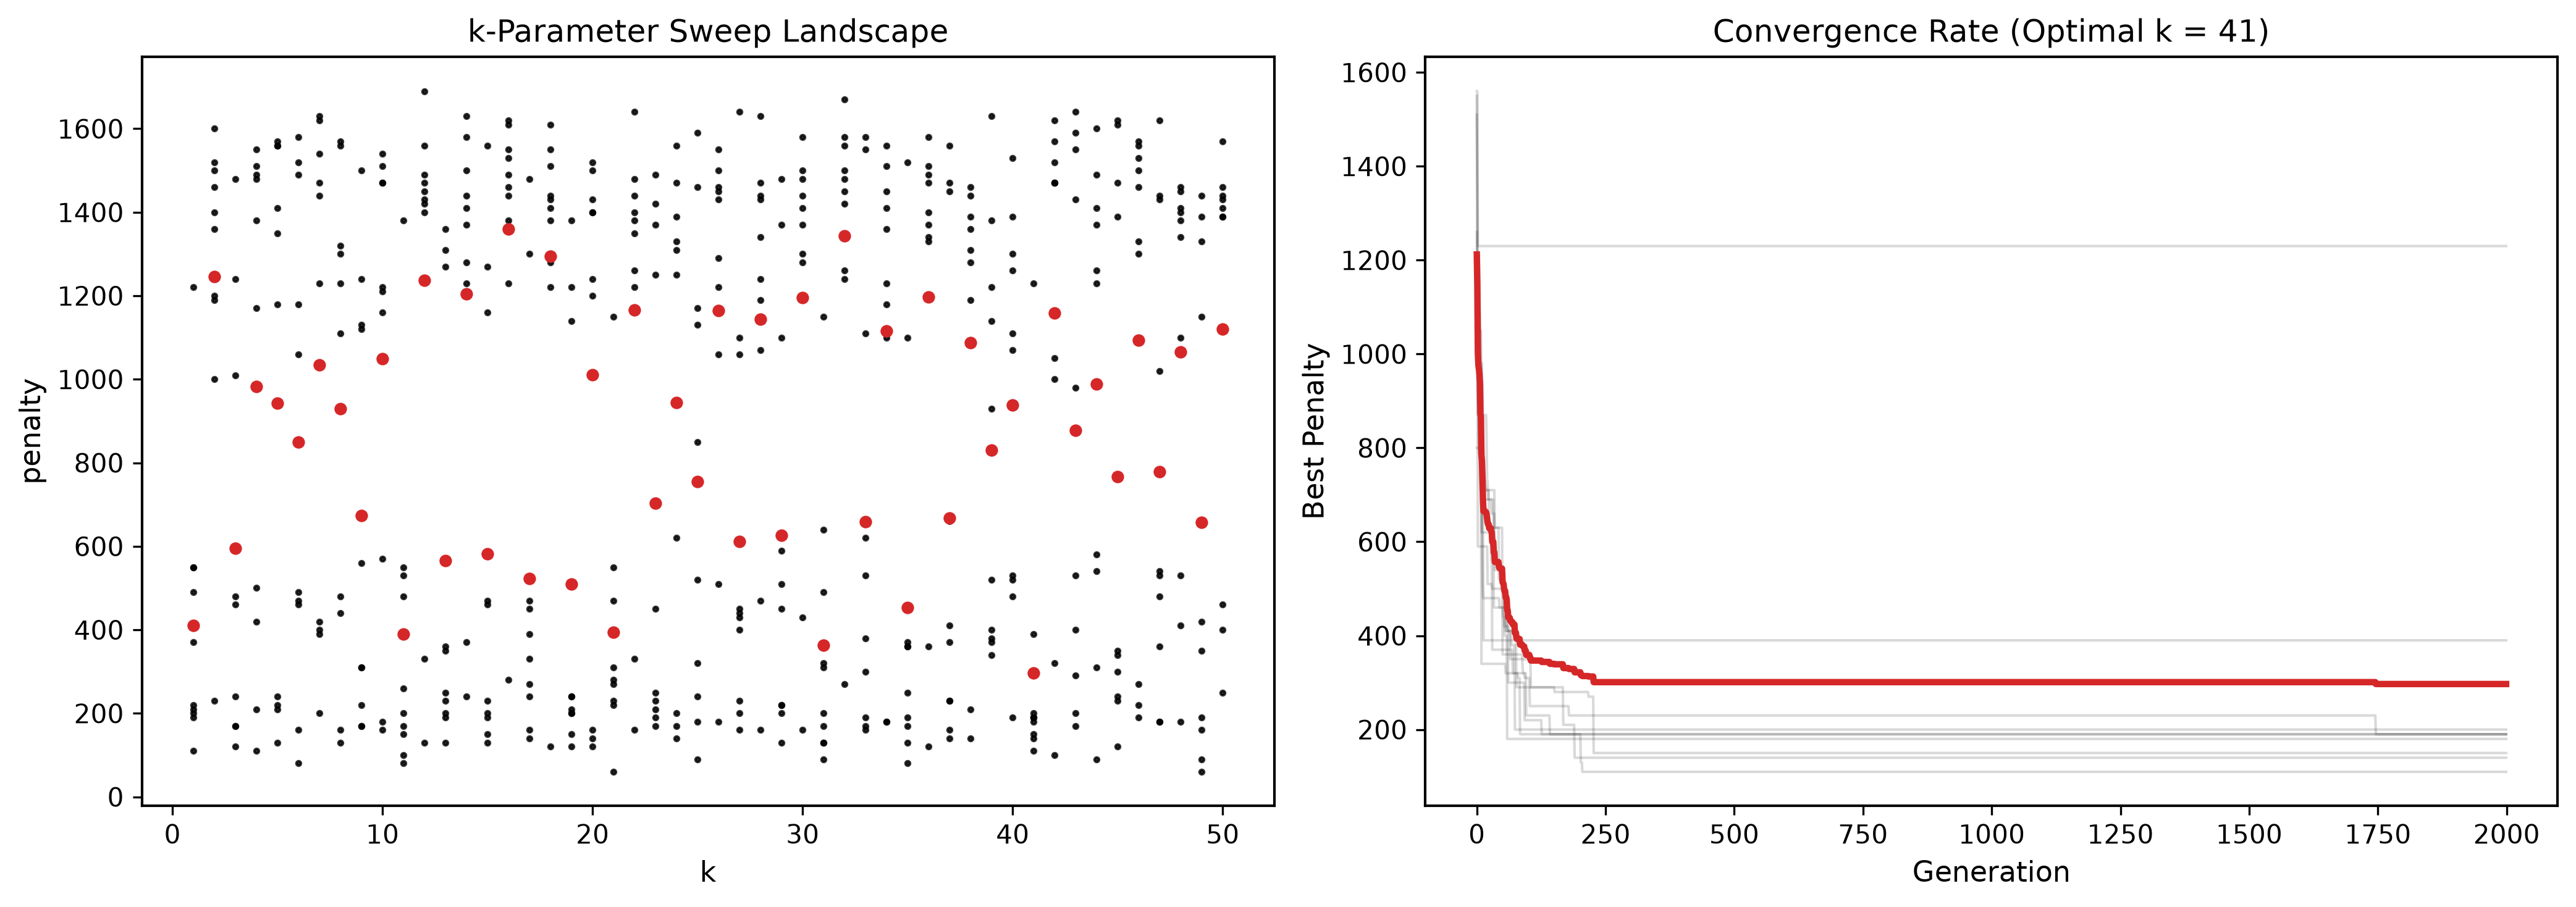 k-Parameter Sweep Landscape
penalty
1600
1400
1200
1000
800
600
400
200
0
0 10 20 30 40 50
k
Convergence Rate (Optimal k = 41)
Best Penalty
1600
1400
1200
1000
800
600
400
200
0 250 500 750 1000 1250 1500 1750 2000
Generation